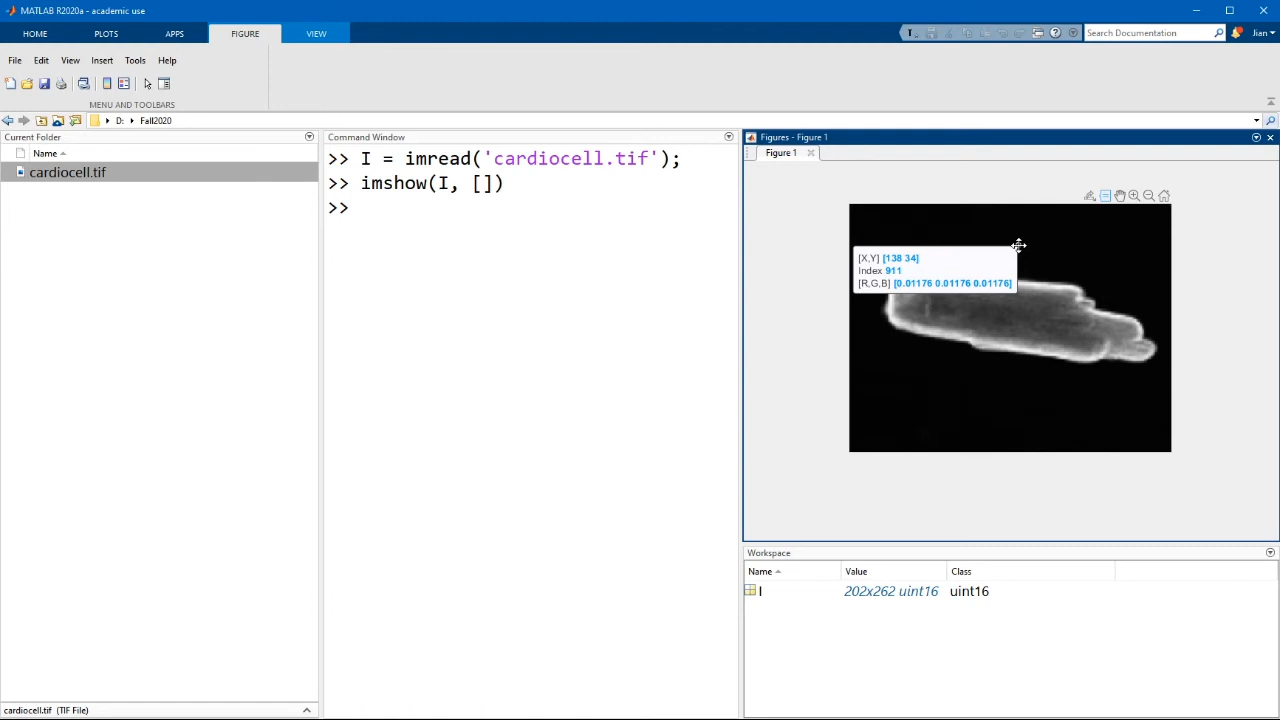 MATLAB R2020a - academic use
HOME PLOTS APPS FIGURE VIEW
Search Documentation
Jian
File Edit View Insert Tools Help
MENU AND TOOLBARS
D: Fall2020
Current Folder
Name
cardiocell.tif
cardiocell.tif (TIF File)
Command Window
>> I = imread('cardiocell.tif');
>> imshow(I, [])
>>
Figures - Figure 1
Figure 1
[X,Y] [138 34]
Index 911
[R,G,B] [0.01176 0.01176 0.01176]
Workspace
Name Value Class
I 202x262 uint16 uint16